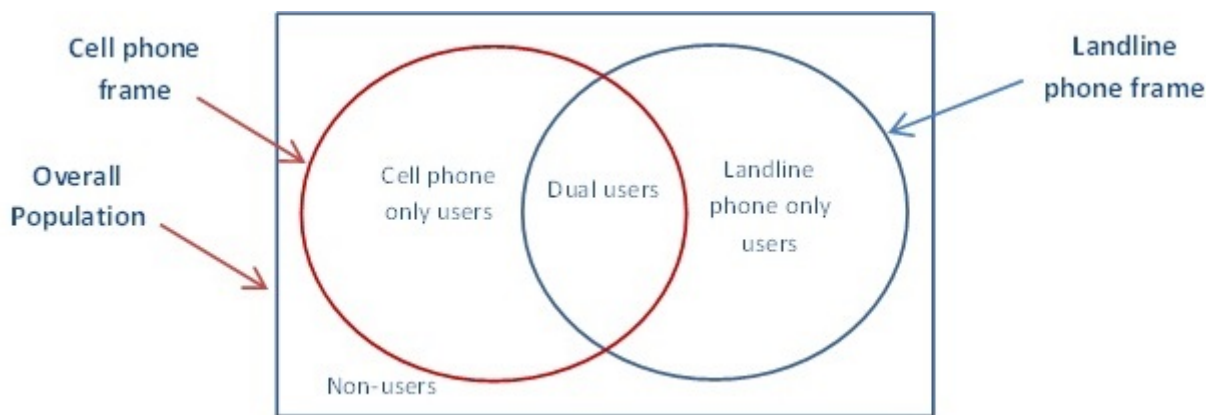 Cell phone
frame
Overall
Population
Cell phone
only users
Dual users
Landline
phone only
users
Non-users
Landline
phone frame